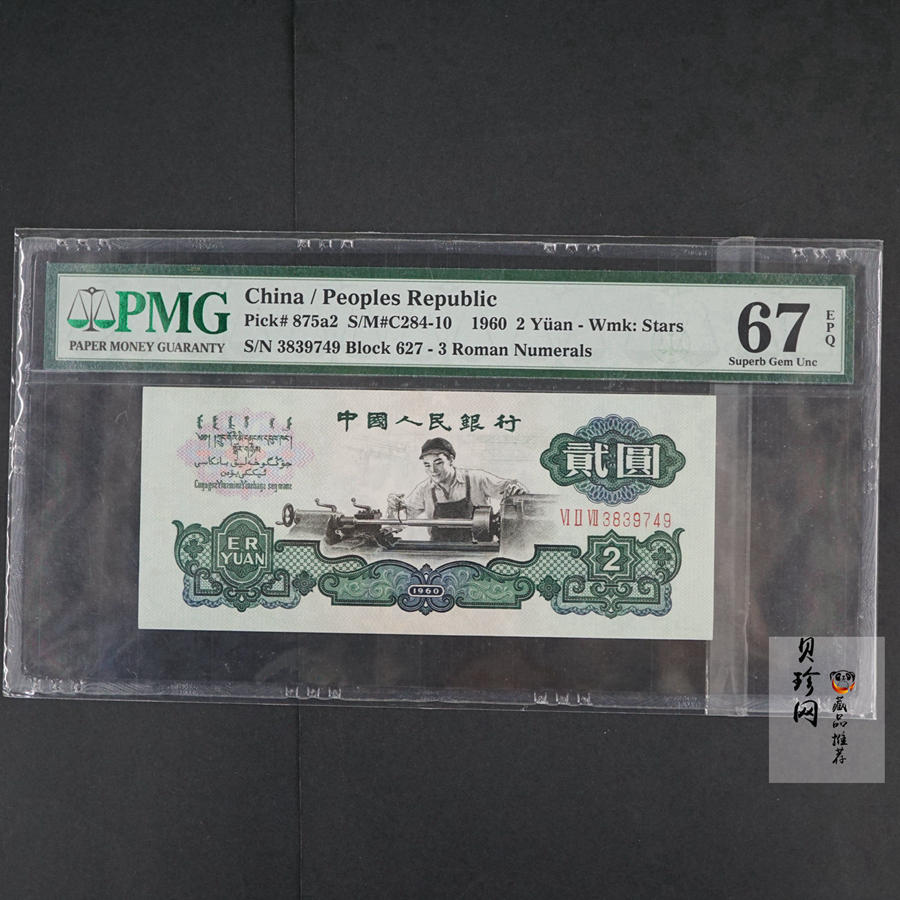 PMG
PAPER MONEY GUARANTY
China / Peoples Republic
Pick# 875a2 S/M#C284-10 1960 2 Yüan - Wmk: Stars
S/N 3839749 Block 627 - 3 Roman Numerals
67
EPQ
Superb Gem Unc
中國人民銀行
貳圓
VI II VII 3839749
ER
YUAN
2
1960
贝珍网
藏品推荐